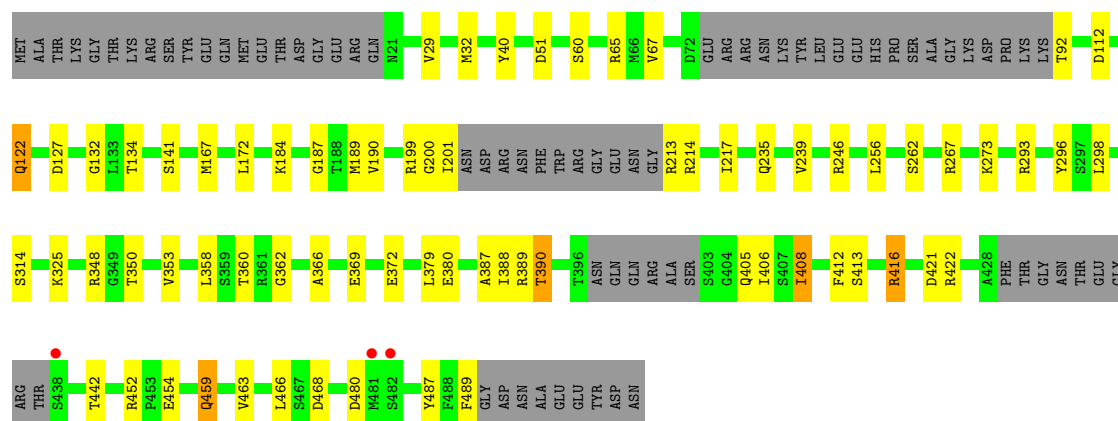 MET ALA THR LYS GLY THR LYS ARG SER TYR GLU GLN MET GLU THR ASP GLY GLU ARG GLN N21 V29 M32 Y40 D51 S60 R65 M66 V67 D72 GLU ARG ARG ASN LYS TYR LEU GLU GLU HIS PRO SER ALA GLY LYS ASP PRO LYS LYS T92 D112
Q122 D127 G132 L133 T134 S141 M167 L172 K184 G187 T188 M189 V190 R199 G200 I201 ASN ASP ARG ASN PHE TRP ARG GLY GLU ASN GLY R213 R214 I217 Q235 V239 R246 L256 S262 R267 K273 R293 Y296 S297 L298
S314 K325 R348 G349 T350 V353 L358 S359 T360 R361 G362 A366 E369 E372 L379 E380 A387 I388 R389 T390 T396 ASN GLN GLN ARG ALA SER S403 G404 Q405 I406 S407 I408 F412 S413 R416 D421 R422 A428 PHE THR GLY ASN THR GLU GLY
ARG THR S438 T442 R452 P453 E454 Q459 V463 L466 S467 D468 D480 M481 S482 Y487 F488 F489 GLY ASP ASN ALA GLU GLU TYR ASP ASN